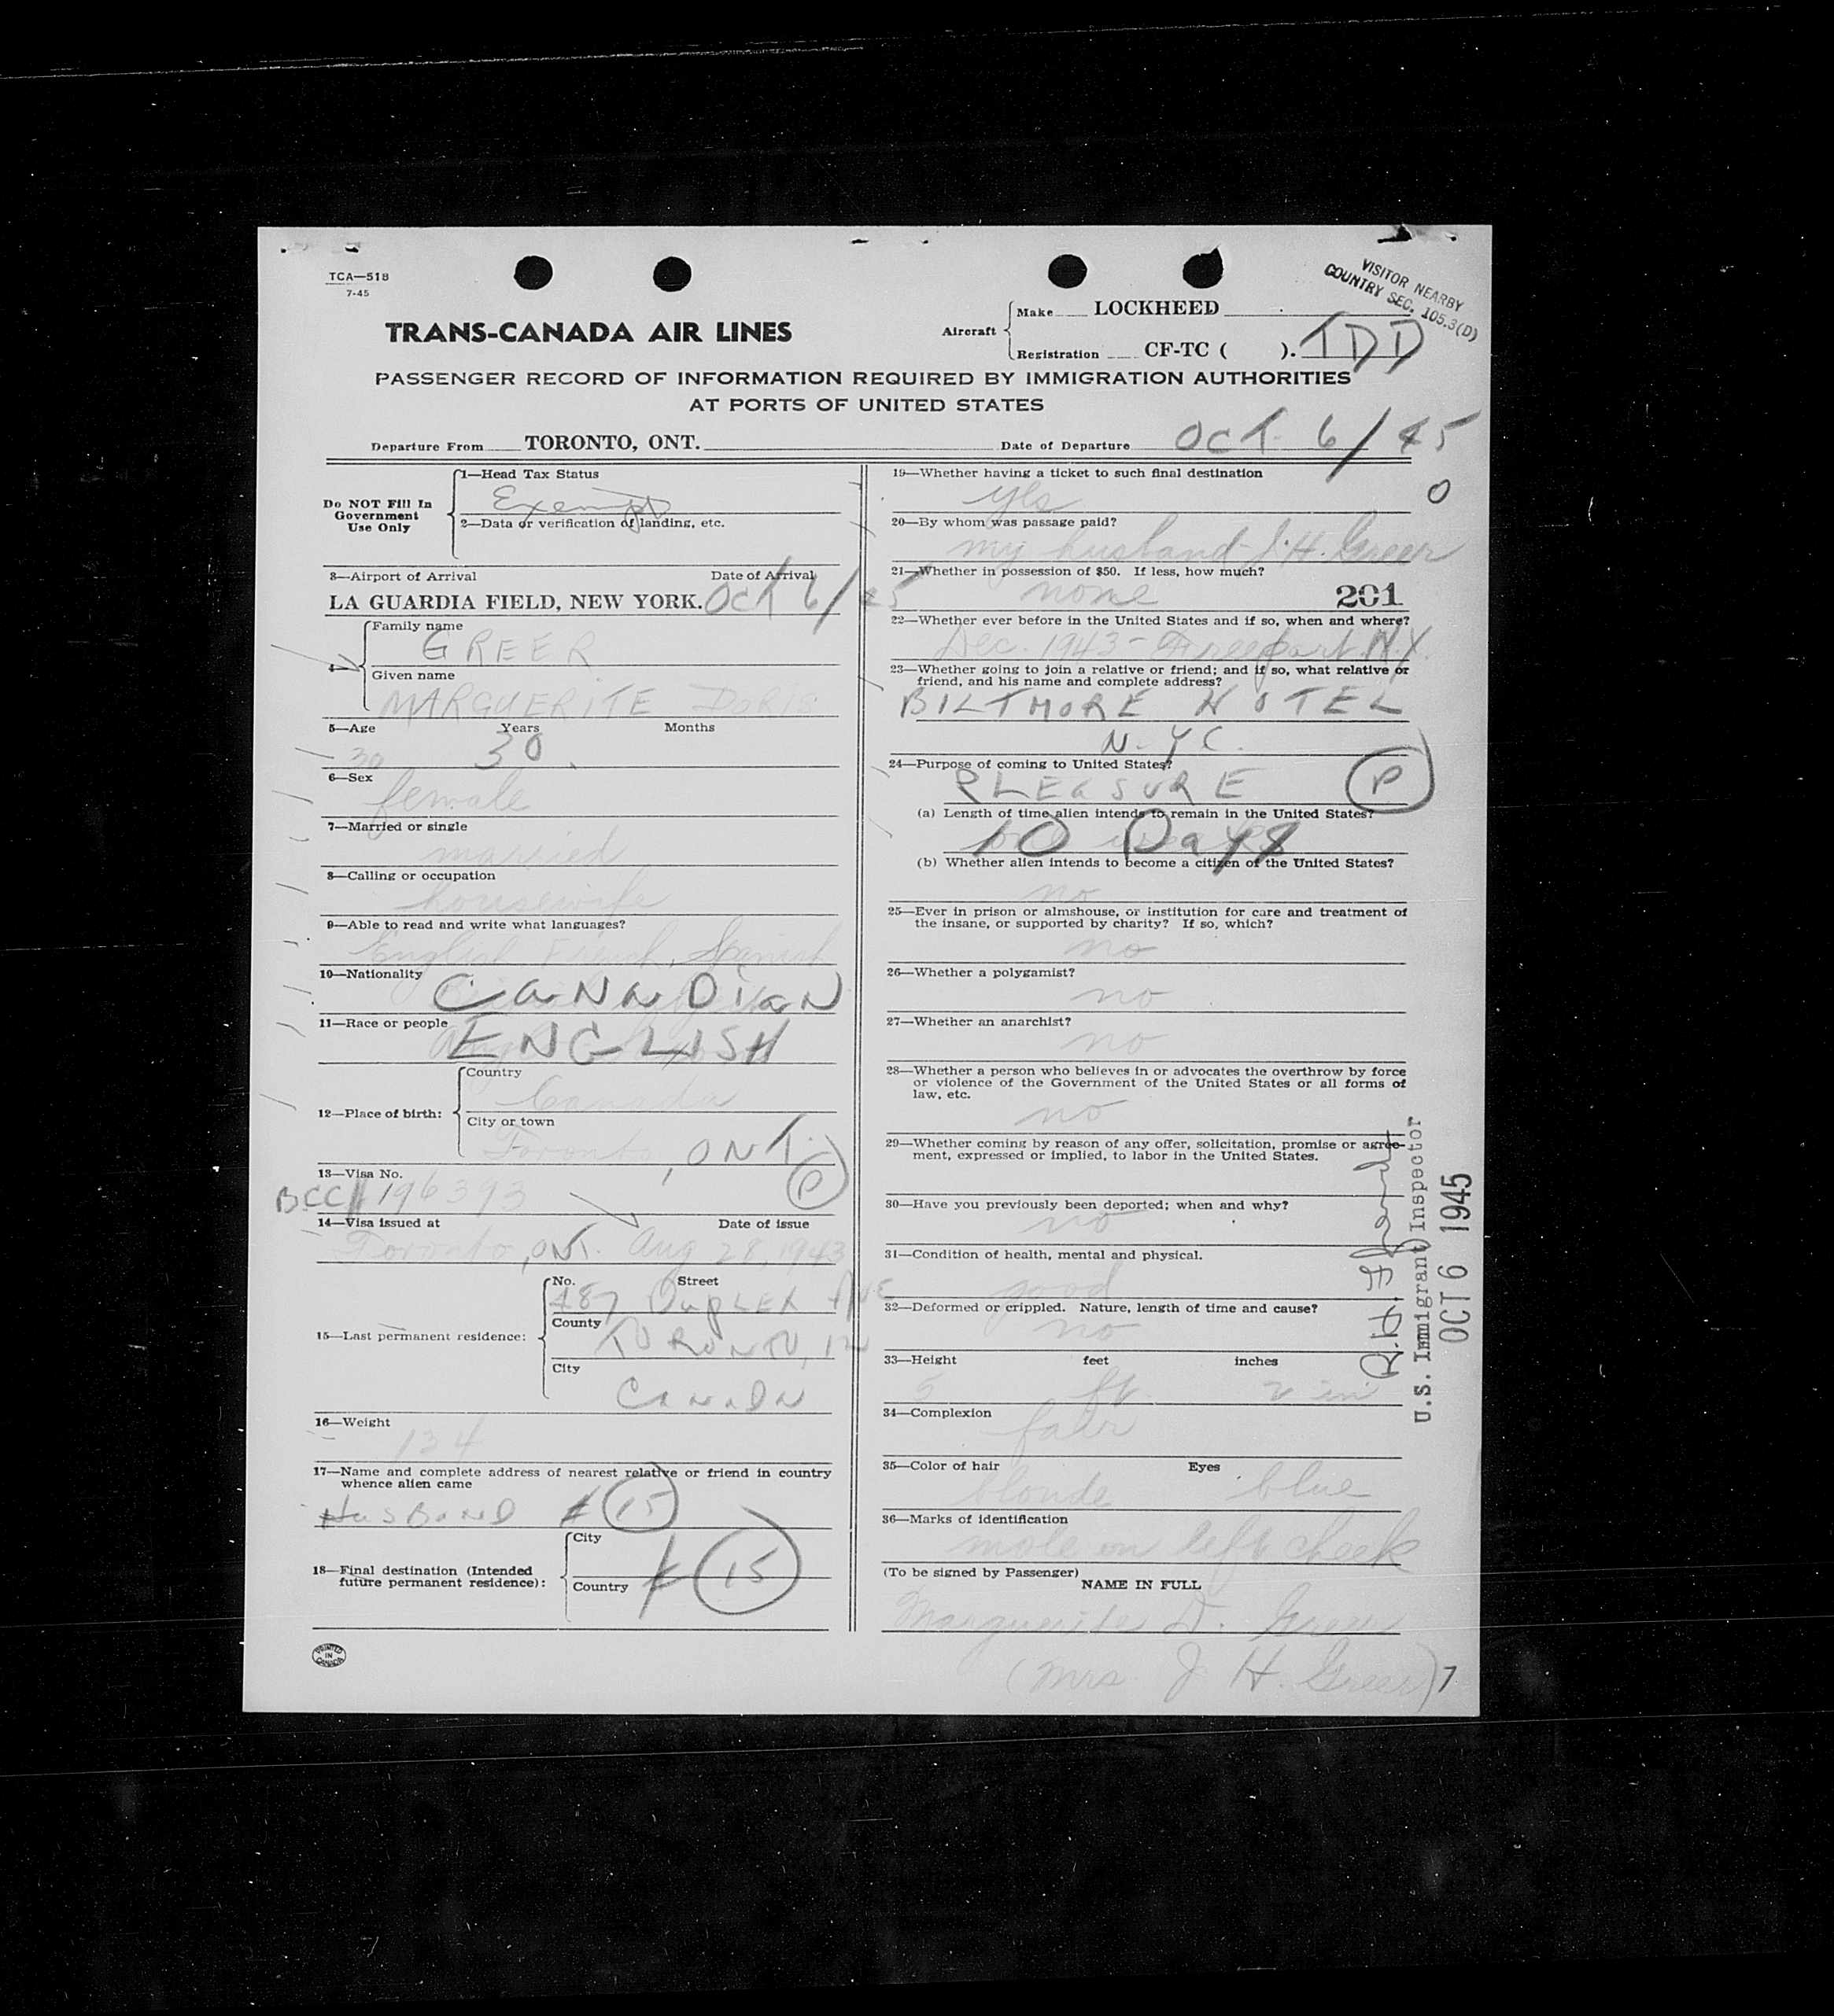 TCA—518
7-45
VISITOR NEARBY
COUNTRY SEC. 105.3(D)
TRANS-CANADA AIR LINES
Aircraft
Make LOCKHEED
Registration CF-TC ( ). TDD
PASSENGER RECORD OF INFORMATION REQUIRED BY IMMIGRATION AUTHORITIES
AT PORTS OF UNITED STATES
Departure From TORONTO, ONT. Date of Departure OCT. 6/45
Do NOT Fill In
Government
Use Only
1—Head Tax Status
Exempt
2—Data or verification of landing, etc.
3—Airport of Arrival Date of Arrival
LA GUARDIA FIELD, NEW YORK. Oct 6/45
4—
Family name
GREER
Given name
MARGUERITE DORIS
5—Age Years Months
30 30
6—Sex
female
7—Married or single
married
8—Calling or occupation
housewife
9—Able to read and write what languages?
English, French, Spanish
10—Nationality
CANADIAN
11—Race or people
ENGLISH
12—Place of birth:
Country
Canada
City or town
Toronto, ONT.
P
13—Visa No.
BCC# 196393
14—Visa issued at Date of issue
Toronto, ONT. Aug 28, 1943
15—Last permanent residence:
No. Street
787 DUPLEX AVE
County
TORONTO, 12
City
CANADA
16—Weight
134
17—Name and complete address of nearest relative or friend in country
whence alien came
HUSBAND # 15
18—Final destination (Intended
future permanent residence):
City
# 15
Country
PRINTED
IN
CANADA
19—Whether having a ticket to such final destination
yes
0
20—By whom was passage paid?
my husband - J.H. Greer
21—Whether in possession of $50. If less, how much?
none
201
22—Whether ever before in the United States and if so, when and where?
Dec. 1943 - Freeport N.Y.
23—Whether going to join a relative or friend; and if so, what relative or
friend, and his name and complete address?
BILTMORE HOTEL
N.YC.
24—Purpose of coming to United States?
PLEASURE P
(a) Length of time alien intends to remain in the United States?
10 Days
(b) Whether alien intends to become a citizen of the United States?
no
25—Ever in prison or almshouse, or institution for care and treatment of
the insane, or supported by charity? If so, which?
no
26—Whether a polygamist?
no
27—Whether an anarchist?
no
28—Whether a person who believes in or advocates the overthrow by force
or violence of the Government of the United States or all forms of
law, etc.
no
29—Whether coming by reason of any offer, solicitation, promise or agree-
ment, expressed or implied, to labor in the United States.
30—Have you previously been deported; when and why?
no
31—Condition of health, mental and physical.
good
32—Deformed or crippled. Nature, length of time and cause?
no
33—Height feet inches
5 ft. 2 in
34—Complexion
fair
35—Color of hair Eyes
blonde blue
36—Marks of identification
mole on left cheek
(To be signed by Passenger)
NAME IN FULL
Marguerite D. Greer
(Mrs. J. H. Greer)
7
R.H.
U.S. Immigrant Inspector
OCT 6 1945